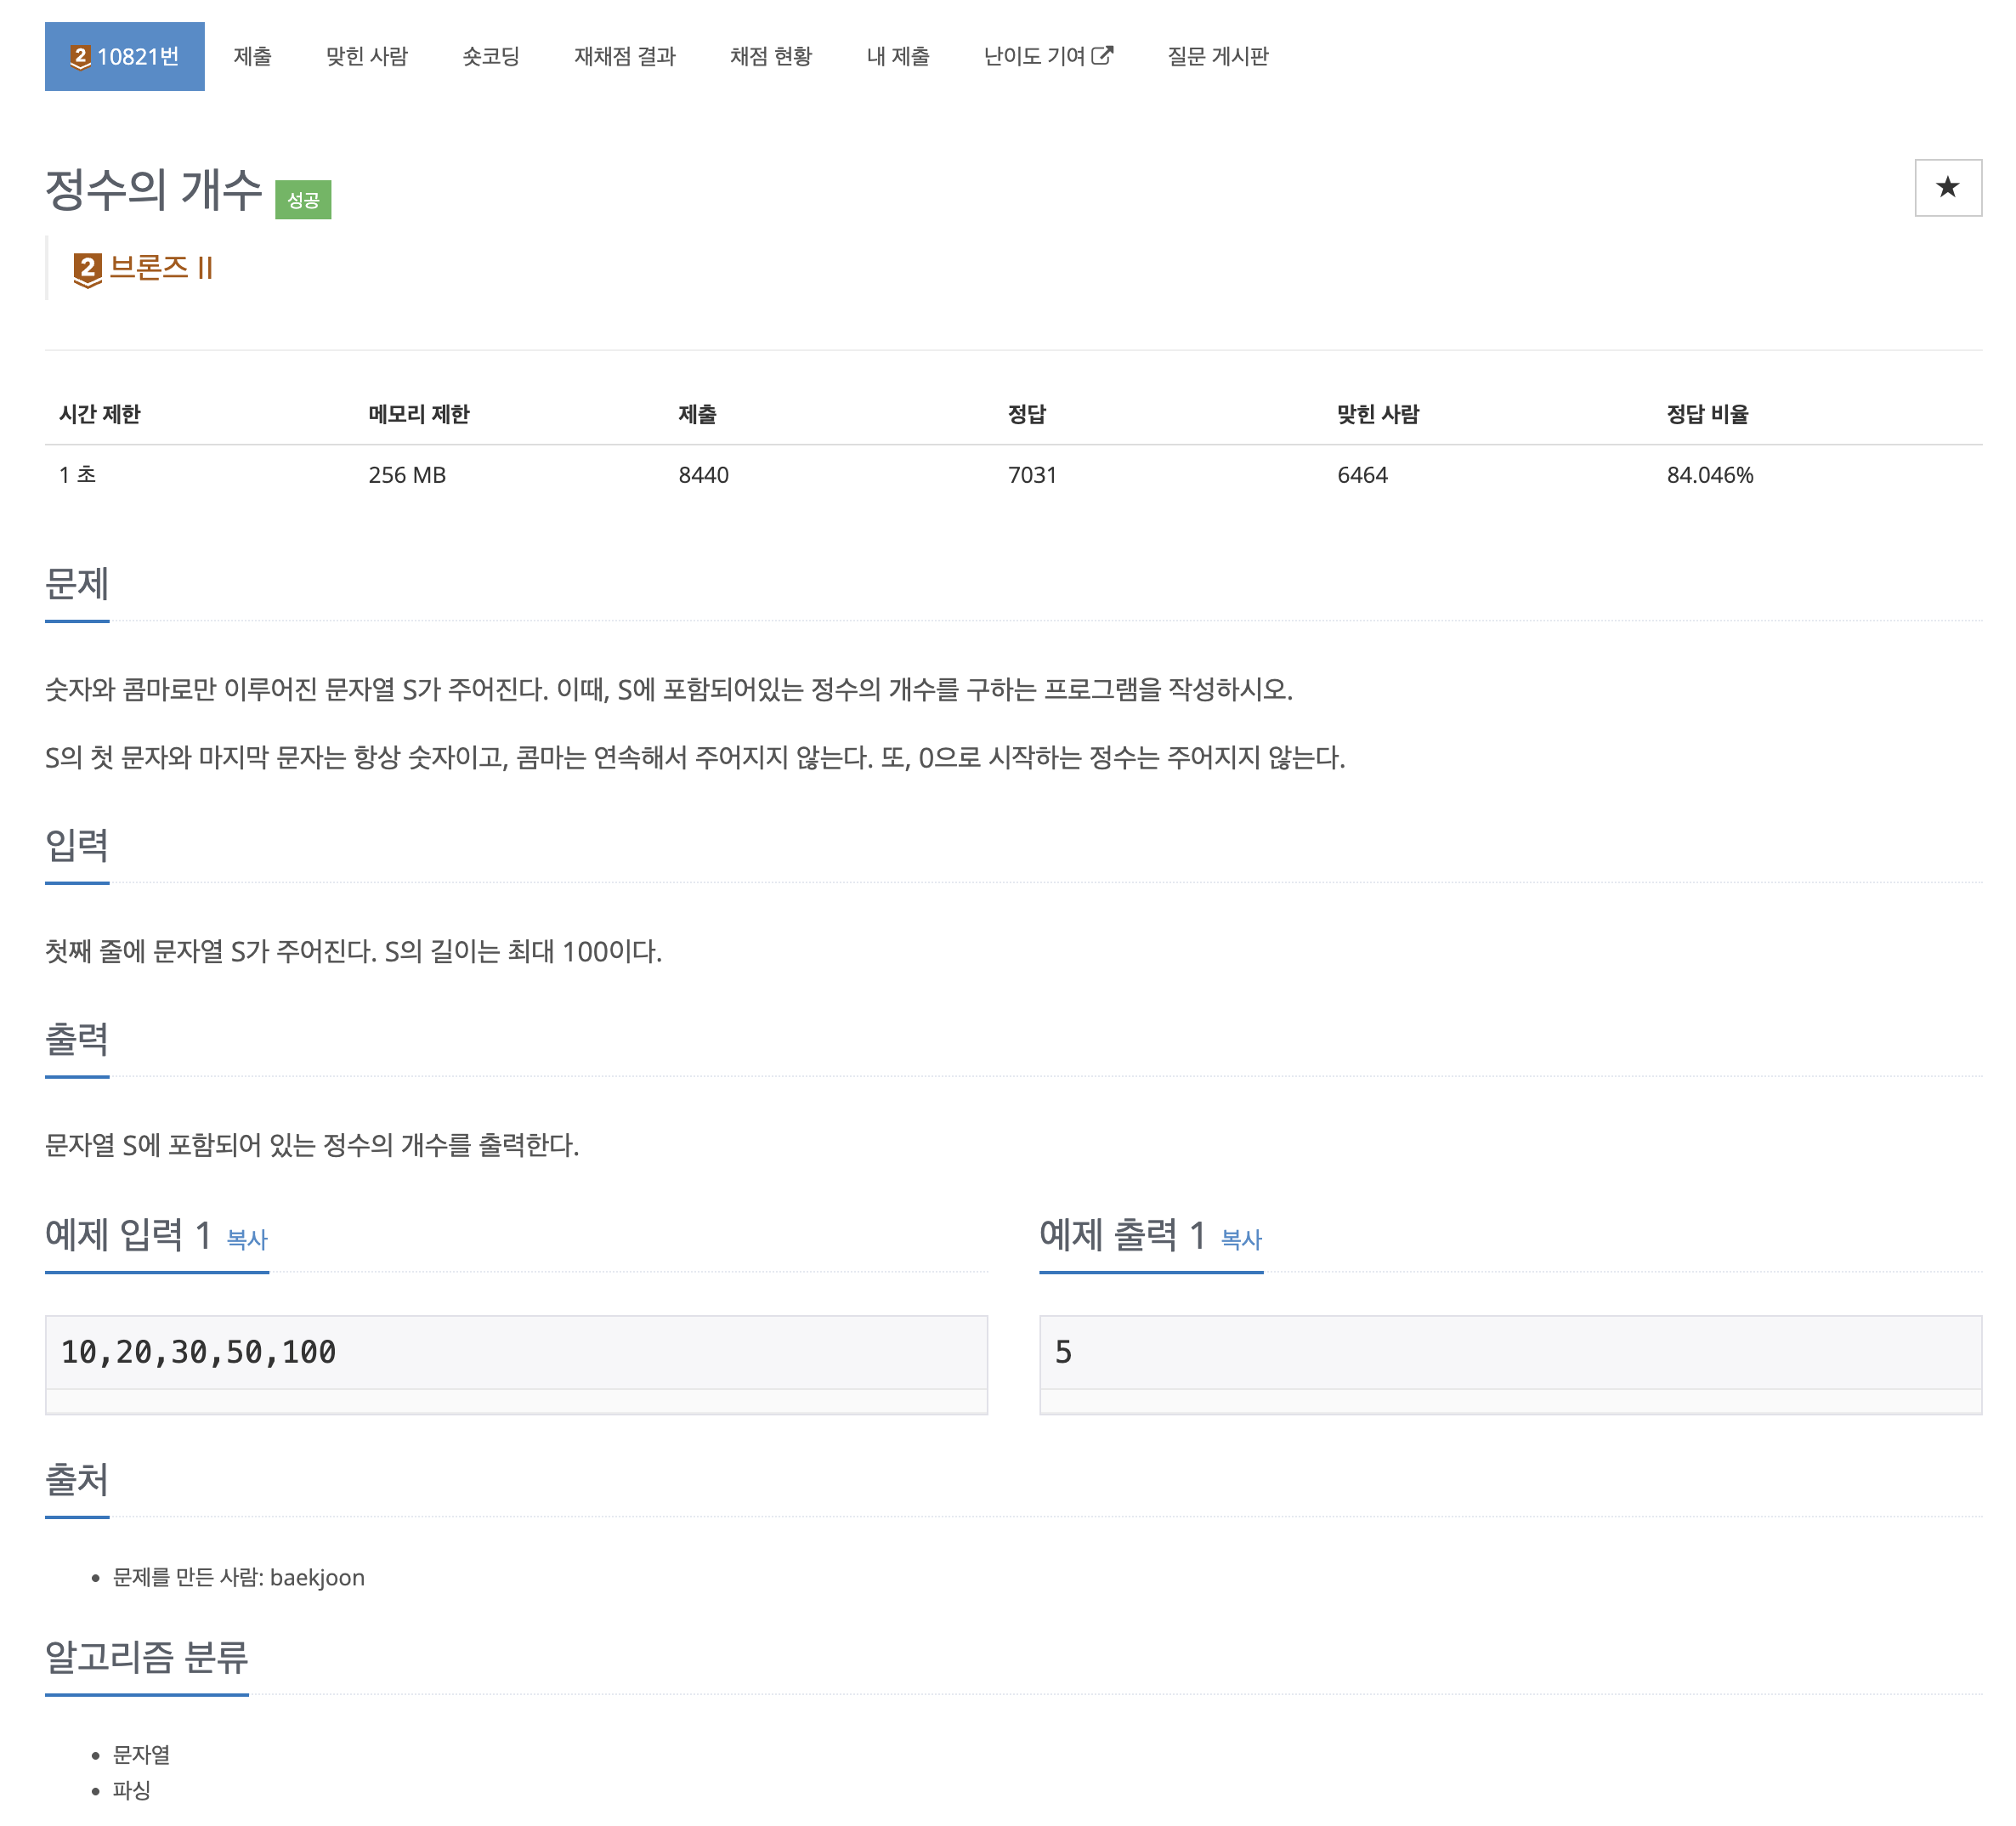 2 10821번 제출 맞힌 사람 숏코딩 재채점 결과 채점 현황 내 제출 난이도 기여 질문 게시판
정수의 개수 성공 ★
2 브론즈 II
시간 제한 메모리 제한 제출 정답 맞힌 사람 정답 비율
1 초 256 MB 8440 7031 6464 84.046%
문제
숫자와 콤마로만 이루어진 문자열 S가 주어진다. 이때, S에 포함되어있는 정수의 개수를 구하는 프로그램을 작성하시오.
S의 첫 문자와 마지막 문자는 항상 숫자이고, 콤마는 연속해서 주어지지 않는다. 또, 0으로 시작하는 정수는 주어지지 않는다.
입력
첫째 줄에 문자열 S가 주어진다. S의 길이는 최대 100이다.
출력
문자열 S에 포함되어 있는 정수의 개수를 출력한다.
예제 입력 1 복사
10,20,30,50,100
예제 출력 1 복사
5
출처
• 문제를 만든 사람: baekjoon
알고리즘 분류
• 문자열
• 파싱